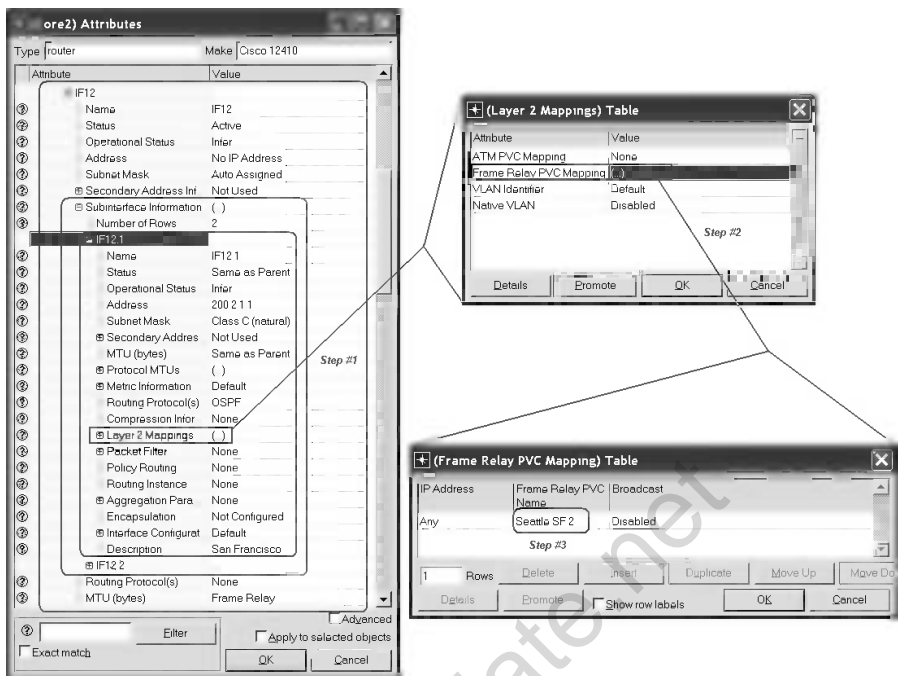 ore2) Attributes
Type router Make Cisco 12410
Attribute Value
IF12
Name IF12
Status Active
Operational Status Infer
Address No IP Address
Subnet Mask Auto Assigned
Secondary Address Inf Not Used
Subinterface Information ( )
Number of Rows 2
IF12.1
Name IF12 1
Status Same as Parent
Operational Status Infer
Address 200 2 1 1
Subnet Mask Class C (natural)
Secondary Addres Not Used
MTU (bytes) Same as Parent
Protocol MTUs ( )
Metric Information Default
Routing Protocol(s) OSPF
Compression Infor None
Layer 2 Mappings ( )
Packet Filter None
Policy Routing None
Routing Instance None
Aggregation Para None
Encapsulation Not Configured
Interface Configurat Default
Description San Francisco
IF12 2
Routing Protocol(s) None
MTU (bytes) Frame Relay
Step #1
Advanced
Filter
Apply to selected objects
Exact match
OK Cancel
(Layer 2 Mappings) Table
Attribute Value
ATM PVC Mapping None
Frame Relay PVC Mapping ( )
VLAN Identifier Default
Native VLAN Disabled
Step #2
Details Promote OK Cancel
(Frame Relay PVC Mapping) Table
IP Address Frame Relay PVC Name Broadcast
Any Seattle SF 2 Disabled
Step #3
1 Rows Delete Insert Duplicate Move Up Move Do
Details Promote Show row labels OK Cancel